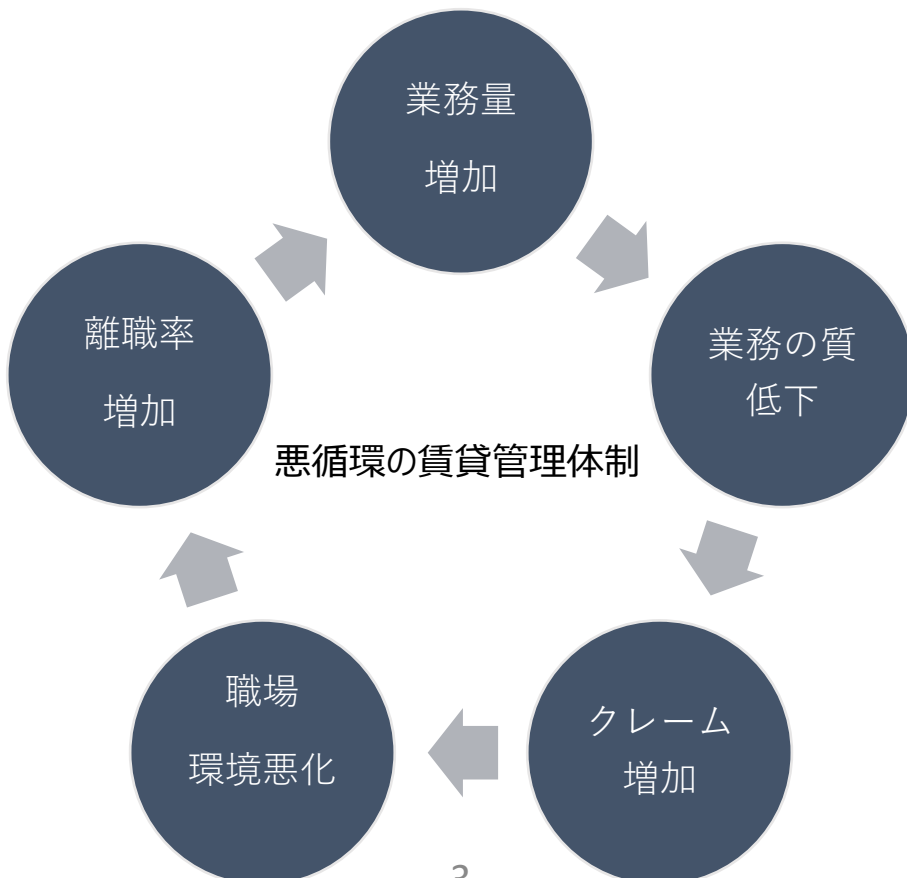 業務量
増加
離職率
増加
業務の質
低下
悪循環の賃貸管理体制
職場
環境悪化
クレーム
増加
3